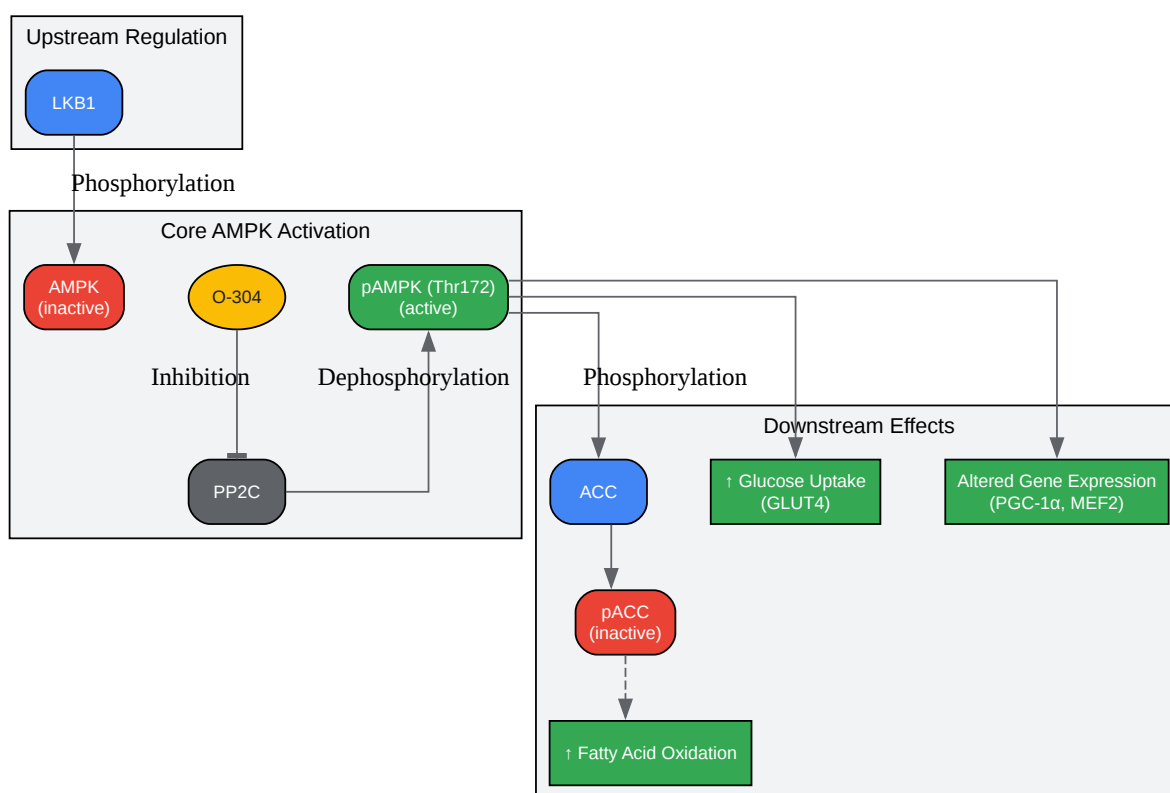 Upstream Regulation
LKB1
Phosphorylation
Core AMPK Activation
AMPK
(inactive)
O-304
pAMPK (Thr172)
(active)
Inhibition
Dephosphorylation
Phosphorylation
PP2C
Downstream Effects
ACC
↑ Glucose Uptake
(GLUT4)
Altered Gene Expression
(PGC-1α, MEF2)
pACC
(inactive)
↑ Fatty Acid Oxidation